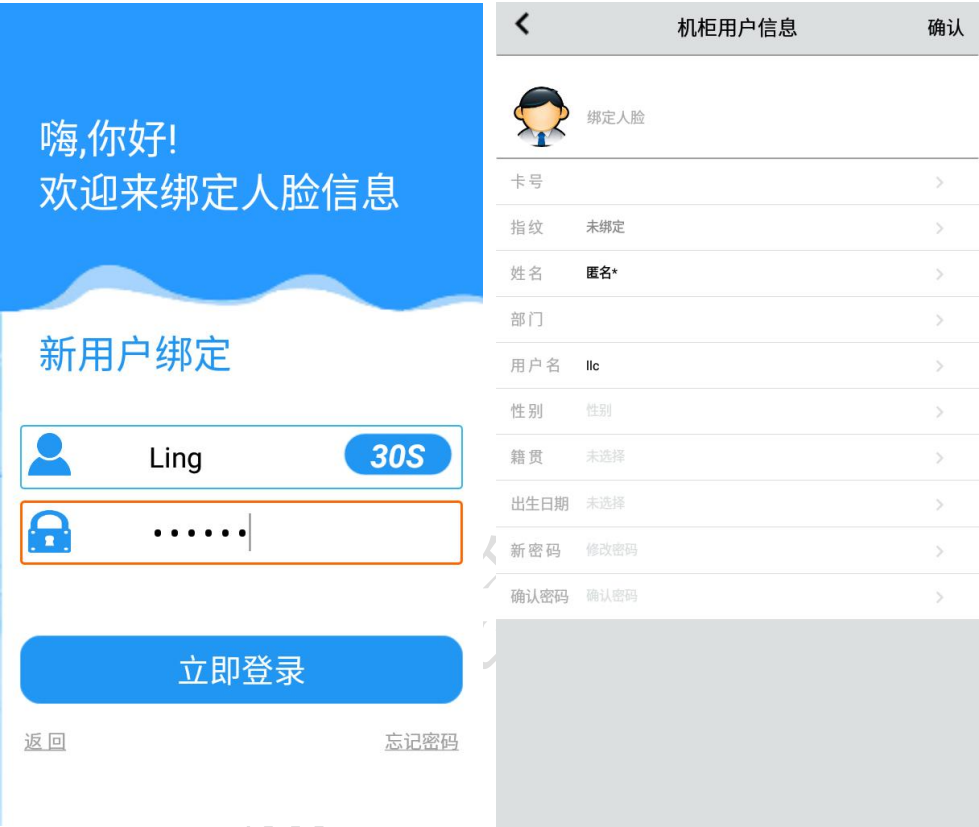 嗨,你好!
欢迎来绑定人脸信息
新用户绑定
Ling 30S
••••••
立即登录
返回 忘记密码
机柜用户信息 确认
绑定人脸
卡号
指纹 未绑定
姓名 匿名*
部门
用户名 llc
性别 性别
籍贯 未选择
出生日期 未选择
新密码 修改密码
确认密码 确认密码